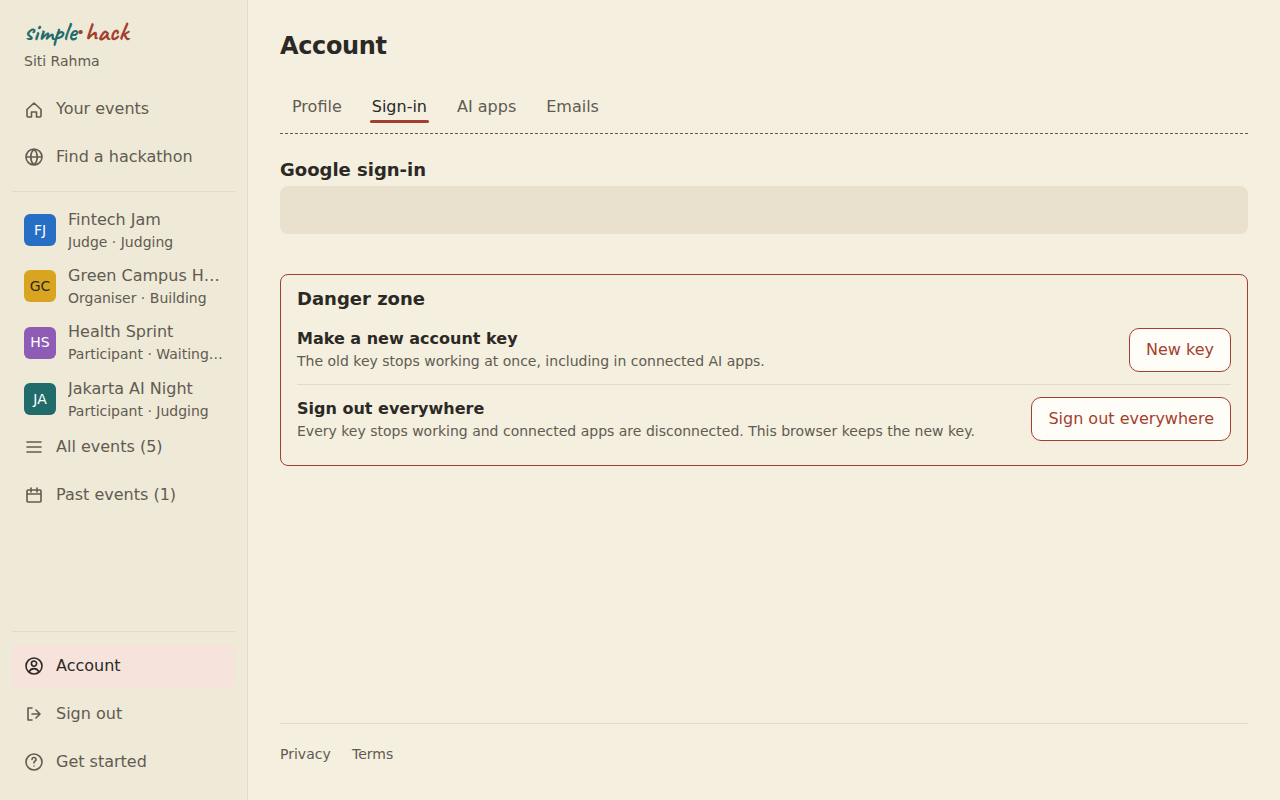 simple•hack
Siti Rahma
Your events
Find a hackathon
FJ
Fintech Jam
Judge · Judging
GC
Green Campus H…
Organiser · Building
HS
Health Sprint
Participant · Waiting…
JA
Jakarta AI Night
Participant · Judging
All events (5)
Past events (1)
Account
Sign out
Get started
Account
Profile
Sign-in
AI apps
Emails
Google sign-in
Danger zone
Make a new account key
The old key stops working at once, including in connected AI apps.
New key
Sign out everywhere
Every key stops working and connected apps are disconnected. This browser keeps the new key.
Sign out everywhere
Privacy
Terms